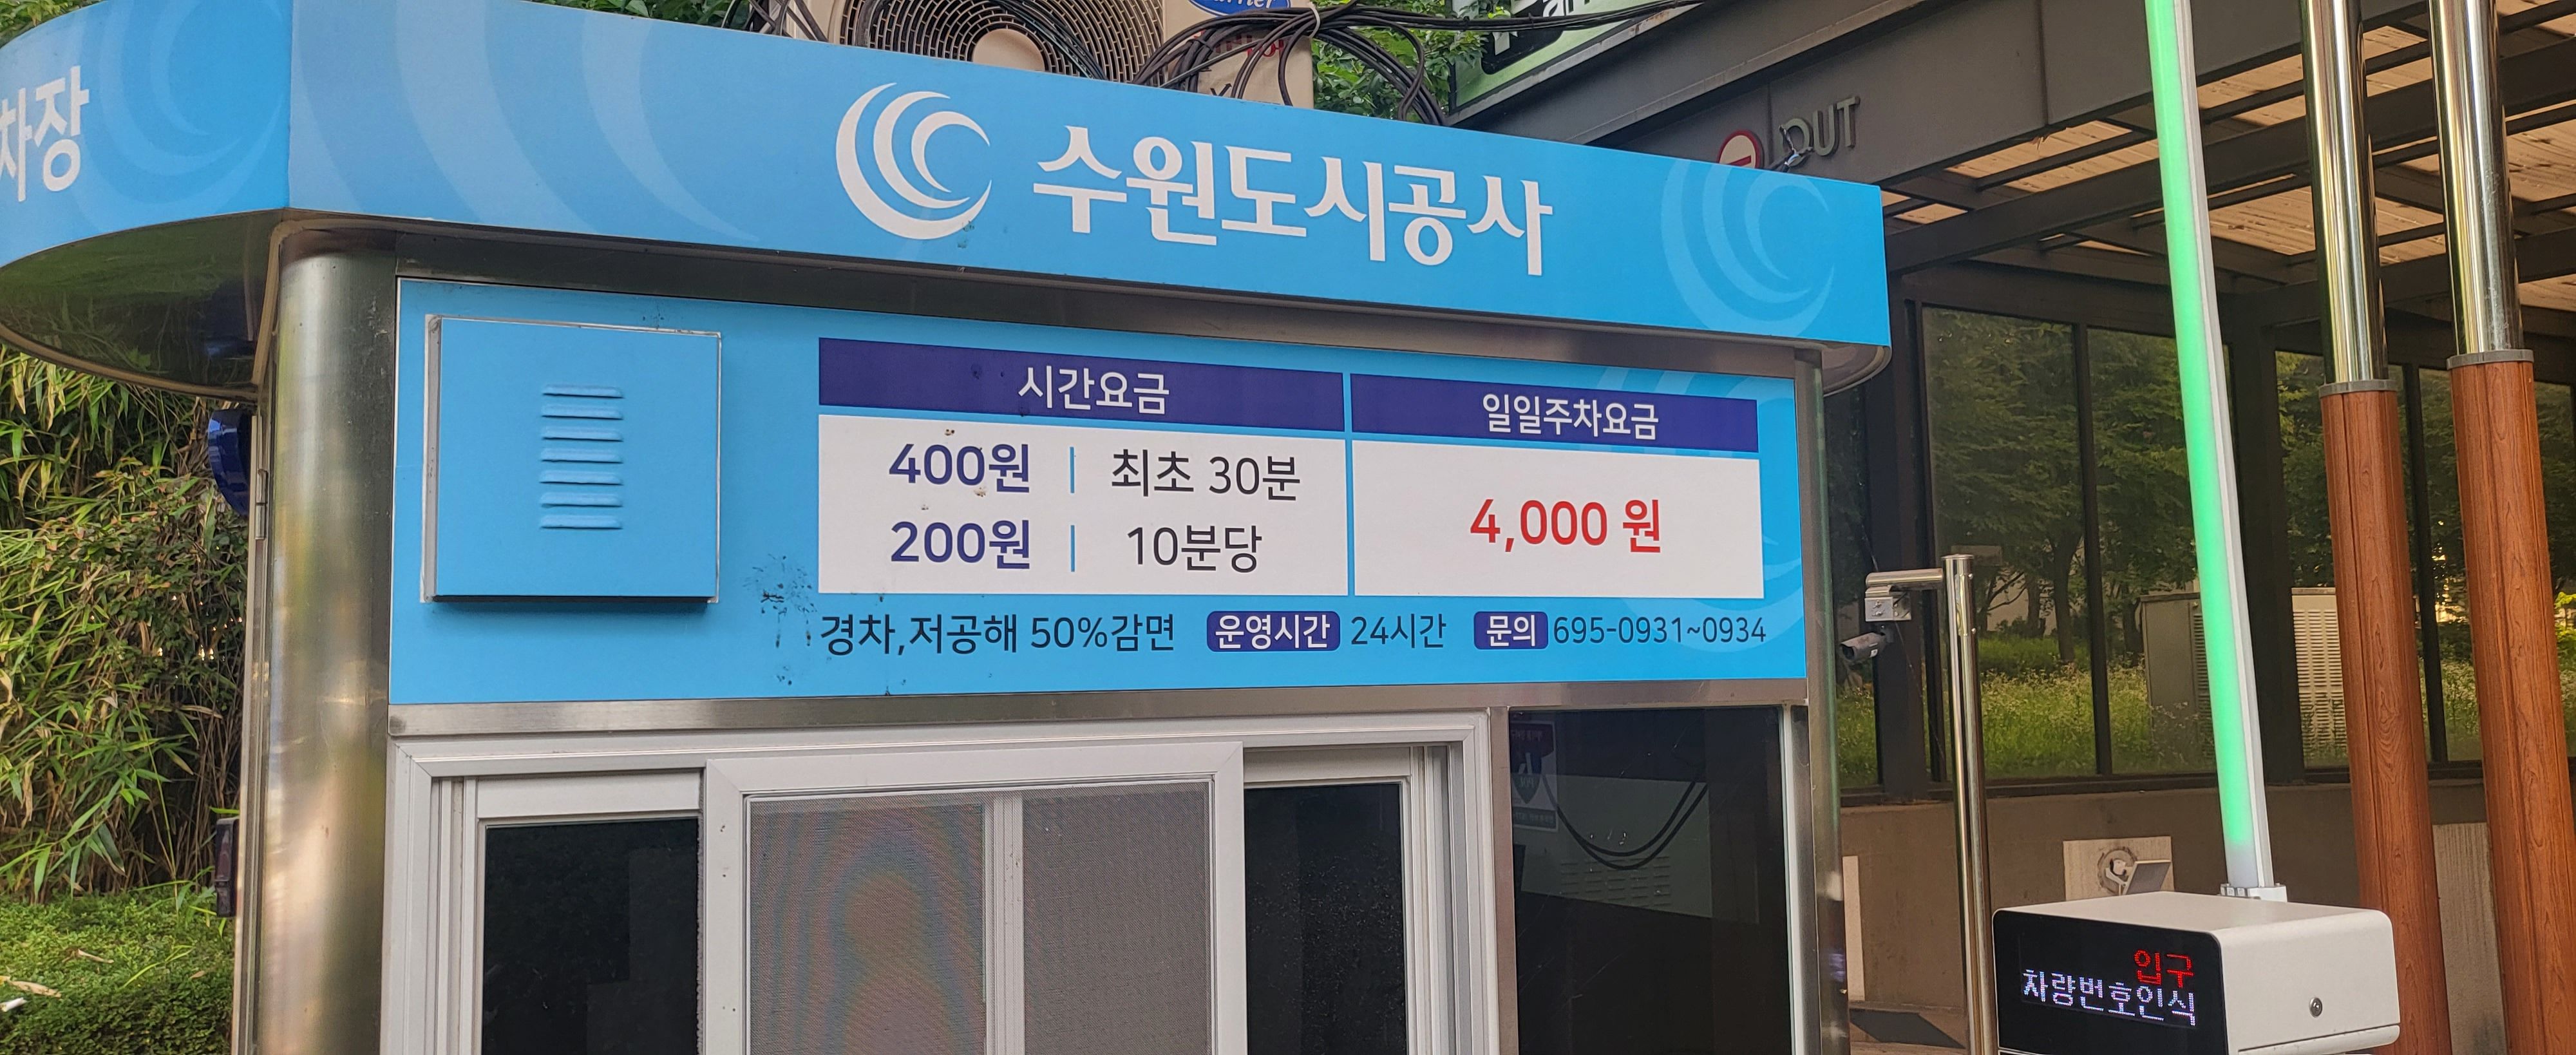 차장
수원도시공사
OUT
시간요금
일일주차요금
400원 | 최초 30분
200원 | 10분당
4,000 원
경차,저공해 50%감면 운영시간 24시간 문의 695-0931~0934
입구
차량번호인식